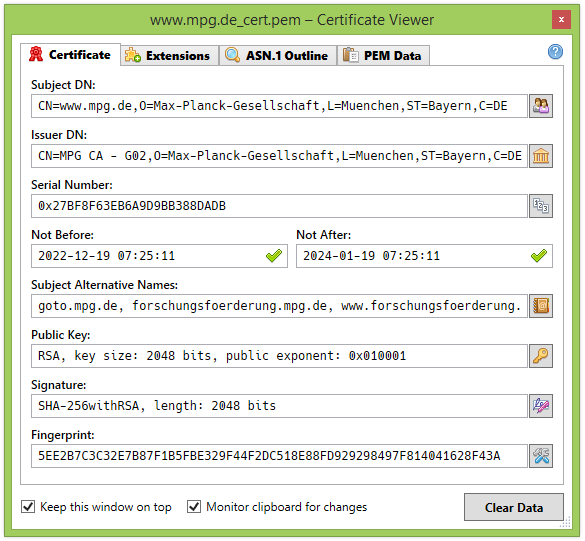 www.mpg.de_cert.pem – Certificate Viewer
Certificate Extensions ASN.1 Outline PEM Data
Subject DN:
CN=www.mpg.de,O=Max-Planck-Gesellschaft,L=Muenchen,ST=Bayern,C=DE
Issuer DN:
CN=MPG CA - G02,O=Max-Planck-Gesellschaft,L=Muenchen,ST=Bayern,C=DE
Serial Number:
0x27BF8F63EB6A9D9BB388DADB
Not Before: Not After:
2022-12-19 07:25:11 2024-01-19 07:25:11
Subject Alternative Names:
goto.mpg.de, forschungsfoerderung.mpg.de, www.forschungsfoerderung.
Public Key:
RSA, key size: 2048 bits, public exponent: 0x010001
Signature:
SHA-256withRSA, length: 2048 bits
Fingerprint:
5EE2B7C3C32E7B87F1B5FBE329F44F2DC518E88FD929298497F814041628F43A
Keep this window on top Monitor clipboard for changes Clear Data